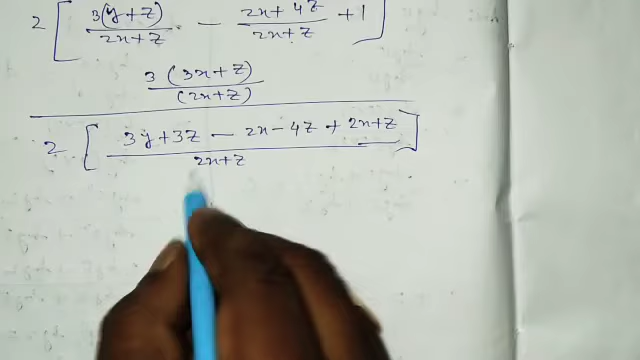 2 [ 3(y+z) / 2x+z - 2x+4z / 2x+z +1 ]
3 (3x+z)
(2x+z)
2 [ 3y+3z - 2x-4z + 2x+z ]
2x+z